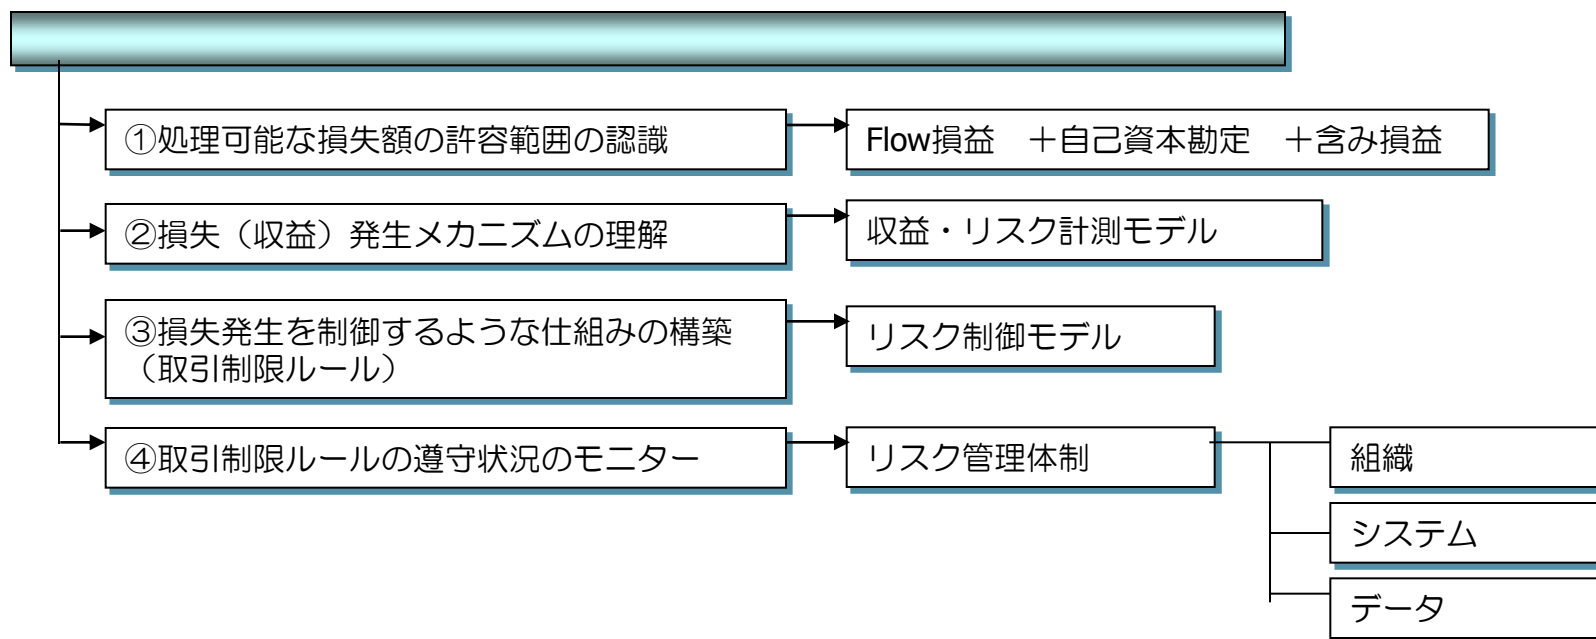 ①処理可能な損失額の許容範囲の認識
Flow損益　＋自己資本勘定　＋含み損益
②損失（収益）発生メカニズムの理解
収益・リスク計測モデル
③損失発生を制御するような仕組みの構築
（取引制限ルール）
リスク制御モデル
④取引制限ルールの遵守状況のモニター
リスク管理体制
組織
システム
データ